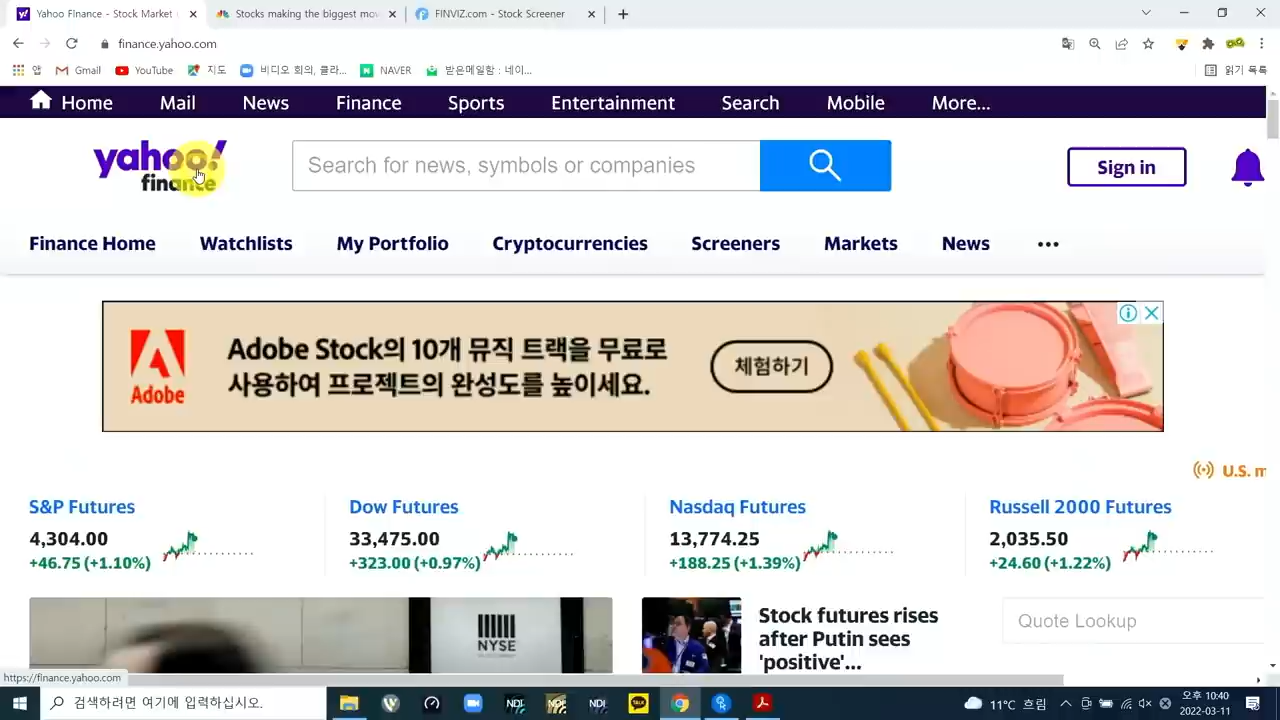 Yahoo Finance - Stock Market
Stocks making the biggest mov
FINVIZ.com - Stock Screener
finance.yahoo.com
앱
Gmail
YouTube
지도
비디오 회의, 클라...
NAVER
받은메일함 : 네이...
읽기 목록
Home Mail News Finance Sports Entertainment Search Mobile More...
yahoo!
finance
Search for news, symbols or companies
Sign in
Finance Home Watchlists My Portfolio Cryptocurrencies Screeners Markets News
Adobe
Adobe Stock의 10개 뮤직 트랙을 무료로
사용하여 프로젝트의 완성도를 높이세요.
체험하기
U.S. m
S&P Futures
4,304.00
+46.75 (+1.10%)
Dow Futures
33,475.00
+323.00 (+0.97%)
Nasdaq Futures
13,774.25
+188.25 (+1.39%)
Russell 2000 Futures
2,035.50
+24.60 (+1.22%)
NYSE
Stock futures rises
after Putin sees
'positive'...
Quote Lookup
https://finance.yahoo.com
검색하려면 여기에 입력하십시오.
NDT
NDF
NDI
TALK
11°C 흐림
오후 10:40
2022-03-11